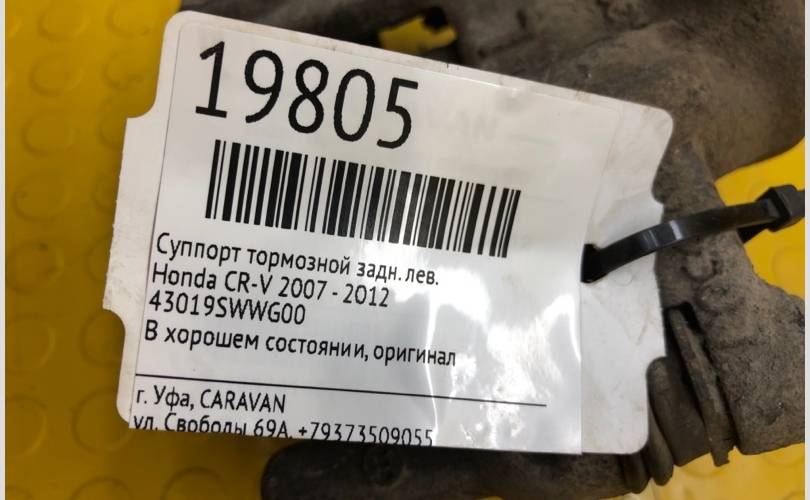 19805
Суппорт тормозной задн. лев.
Honda CR-V 2007 - 2012
43019SWWG00
В хорошем состоянии, оригинал
г. Уфа, CARAVAN
ул. Свободы 69А, +79373509055